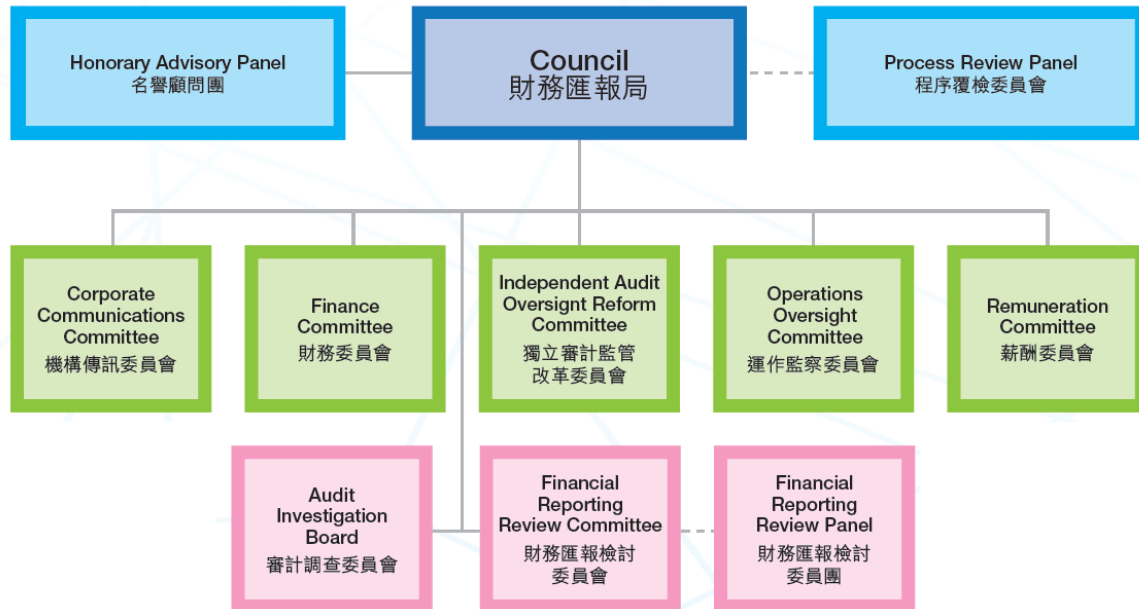 Honorary Advisory Panel
名譽顧問團
Council
財務匯報局
Process Review Panel
程序覆檢委員會
Corporate
Communications
Committee
機構傳訊委員會
Finance
Committee
財務委員會
Independent Audit
Oversignt Reform
Committee
獨立審計監管
改革委員會
Operations
Oversight
Committee
運作監察委員會
Remuneration
Committee
薪酬委員會
Audit
Investigation
Board
審計調查委員會
Financial
Reporting
Review Committee
財務匯報檢討
委員會
Financial
Reporting
Review Panel
財務匯報檢討
委員團